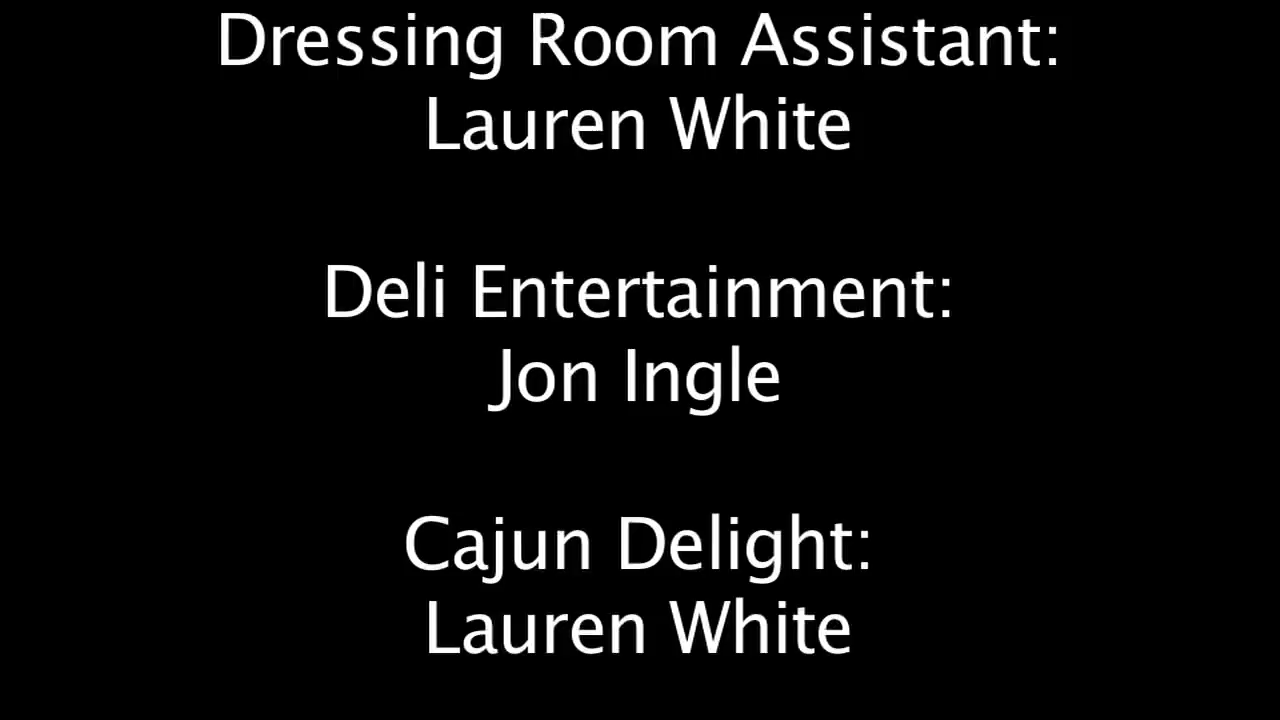 Dressing Room Assistant:
Lauren White
Deli Entertainment:
Jon Ingle
Cajun Delight:
Lauren White